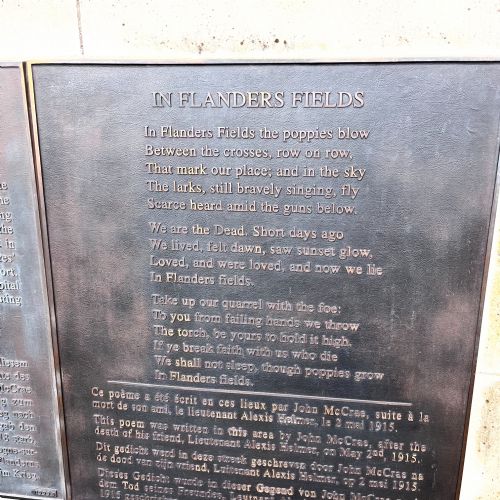 IN FLANDERS FIELDS
In Flanders Fields the poppies blow
Between the crosses, row on row,
That mark our place; and in the sky
The larks, still bravely singing, fly
Scarce heard amid the guns below.
We are the Dead. Short days ago
We lived, felt dawn, saw sunset glow,
Loved, and were loved, and now we lie
In Flanders fields.
Take up our quarrel with the foe:
To you from failing hands we throw
The torch, be yours to hold it high.
If ye break faith with us who die
We shall not sleep, though poppies grow
In Flanders fields.
Ce poème a été écrit en ces lieux par John McCrae, suite à la
mort de son ami, le lieutenant Alexis Helmer, le 2 mai 1915.
This poem was written in this area by John McCrae, after the
death of his friend, Lieutenant Alexis Helmer, on May 2nd, 1915.
Dit gedicht werd in deze streek geschreven door John McCrae na
de dood van zijn vriend, Luitenant Alexis Helmer, op 2 mei 1915.
Dieses Gedicht wurde in dieser Gegend von John McCrae
dem Tod seines Freundes, Leutnant
1915